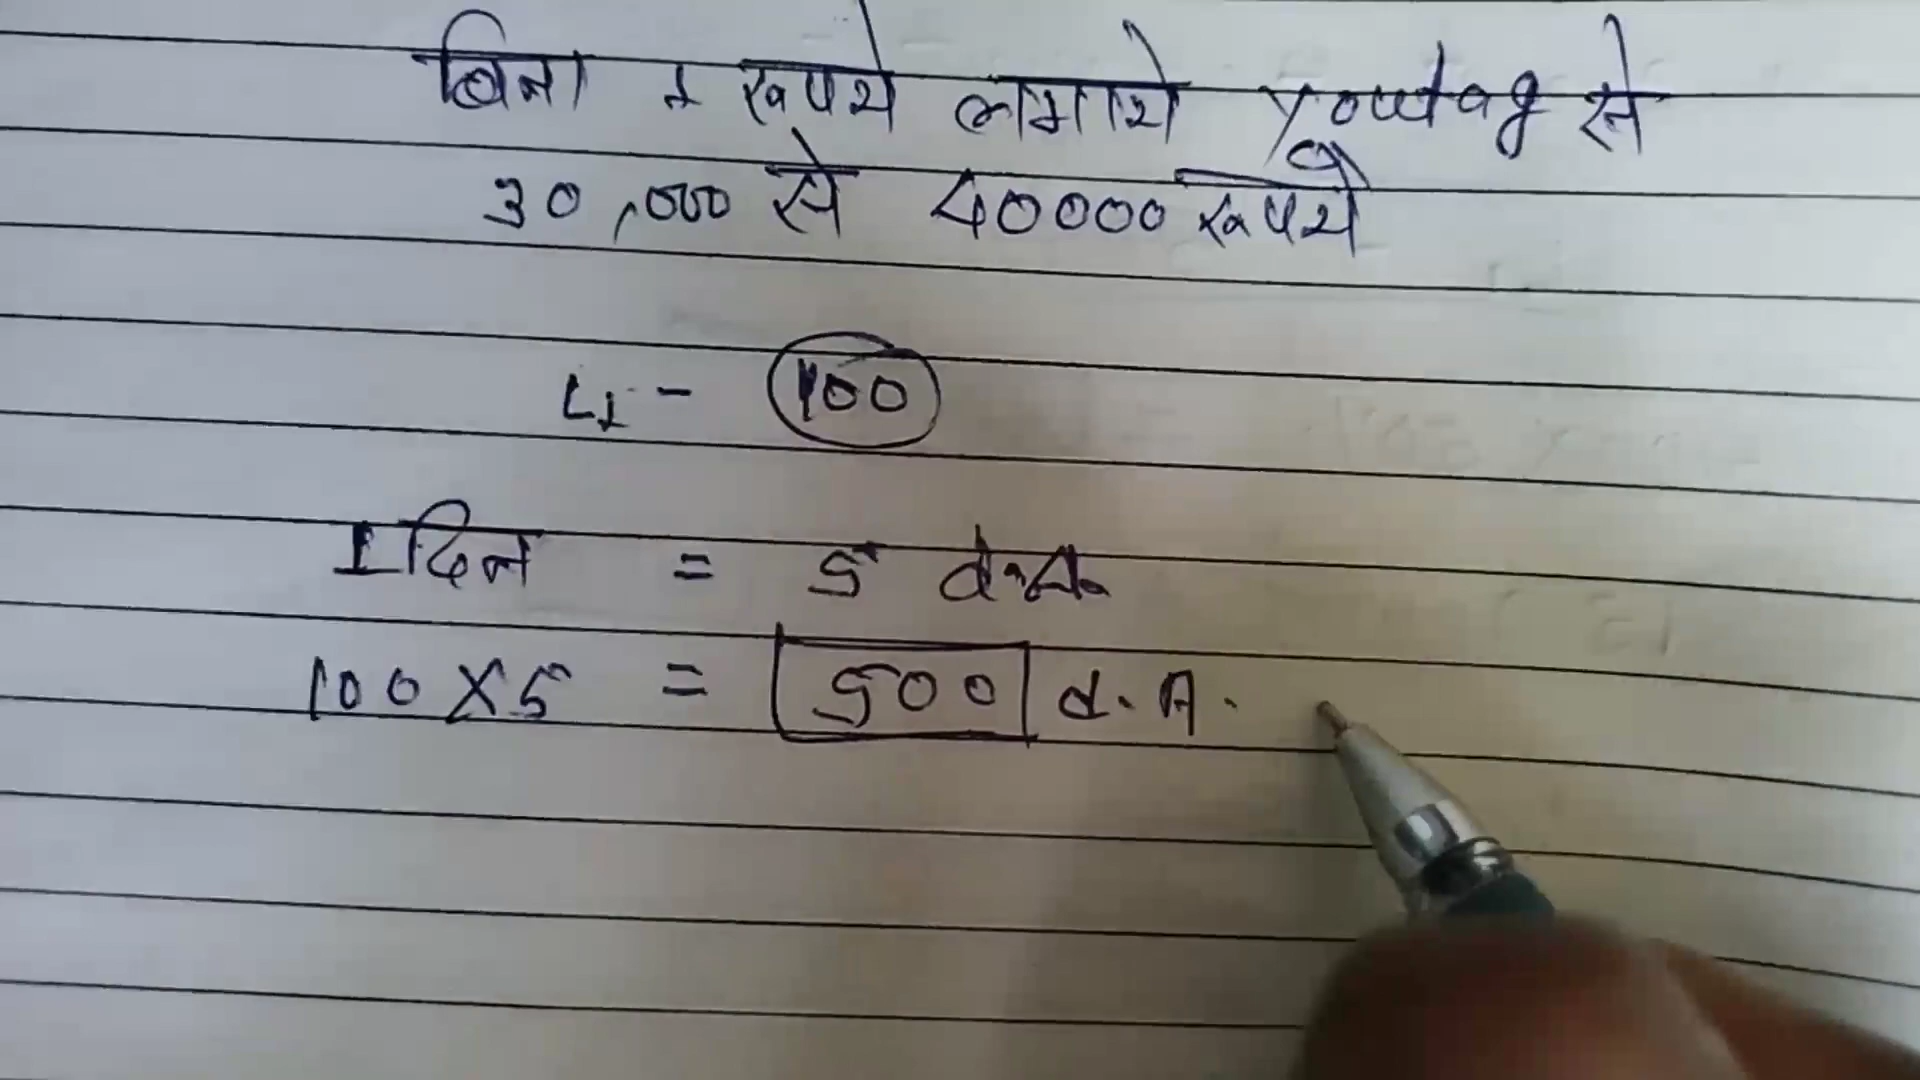 बिना 1 रुपये लगाये youtag से
30,000 से 40000 रुपये
L1 - 100
1 दिन = 5 d.A.
100 X 5 = 500 d.A.